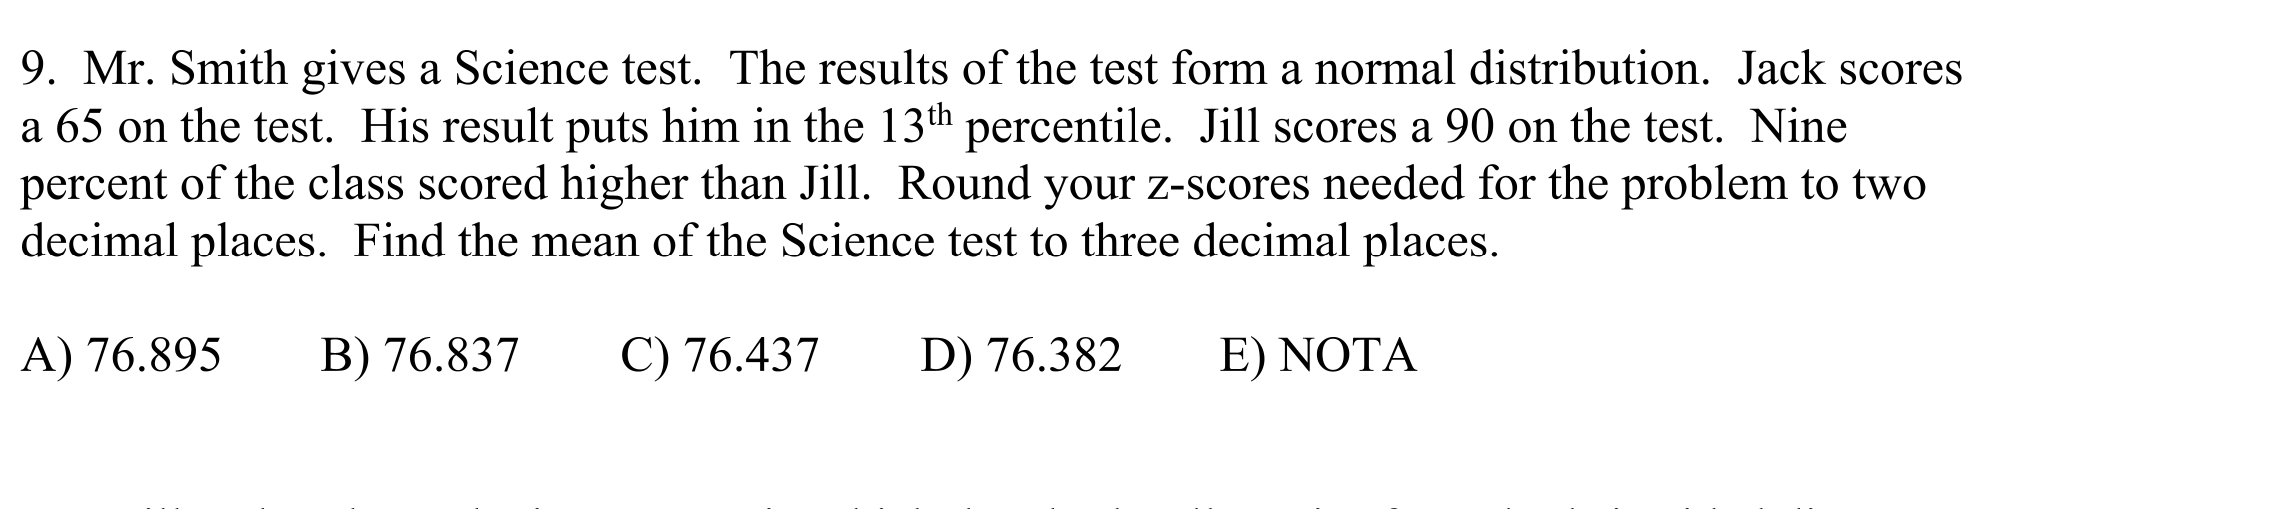 9. Mr. Smith gives a Science test. The results of the test form a normal distribution. Jack scores
a 65 on the test. His result puts him in the 13th percentile. Jill scores a 90 on the test. Nine
percent of the class scored higher than Jill. Round your z-scores needed for the problem to two
decimal places. Find the mean of the Science test to three decimal places.
A) 76.895 B) 76.837 C) 76.437 D) 76.382 E) NOTA